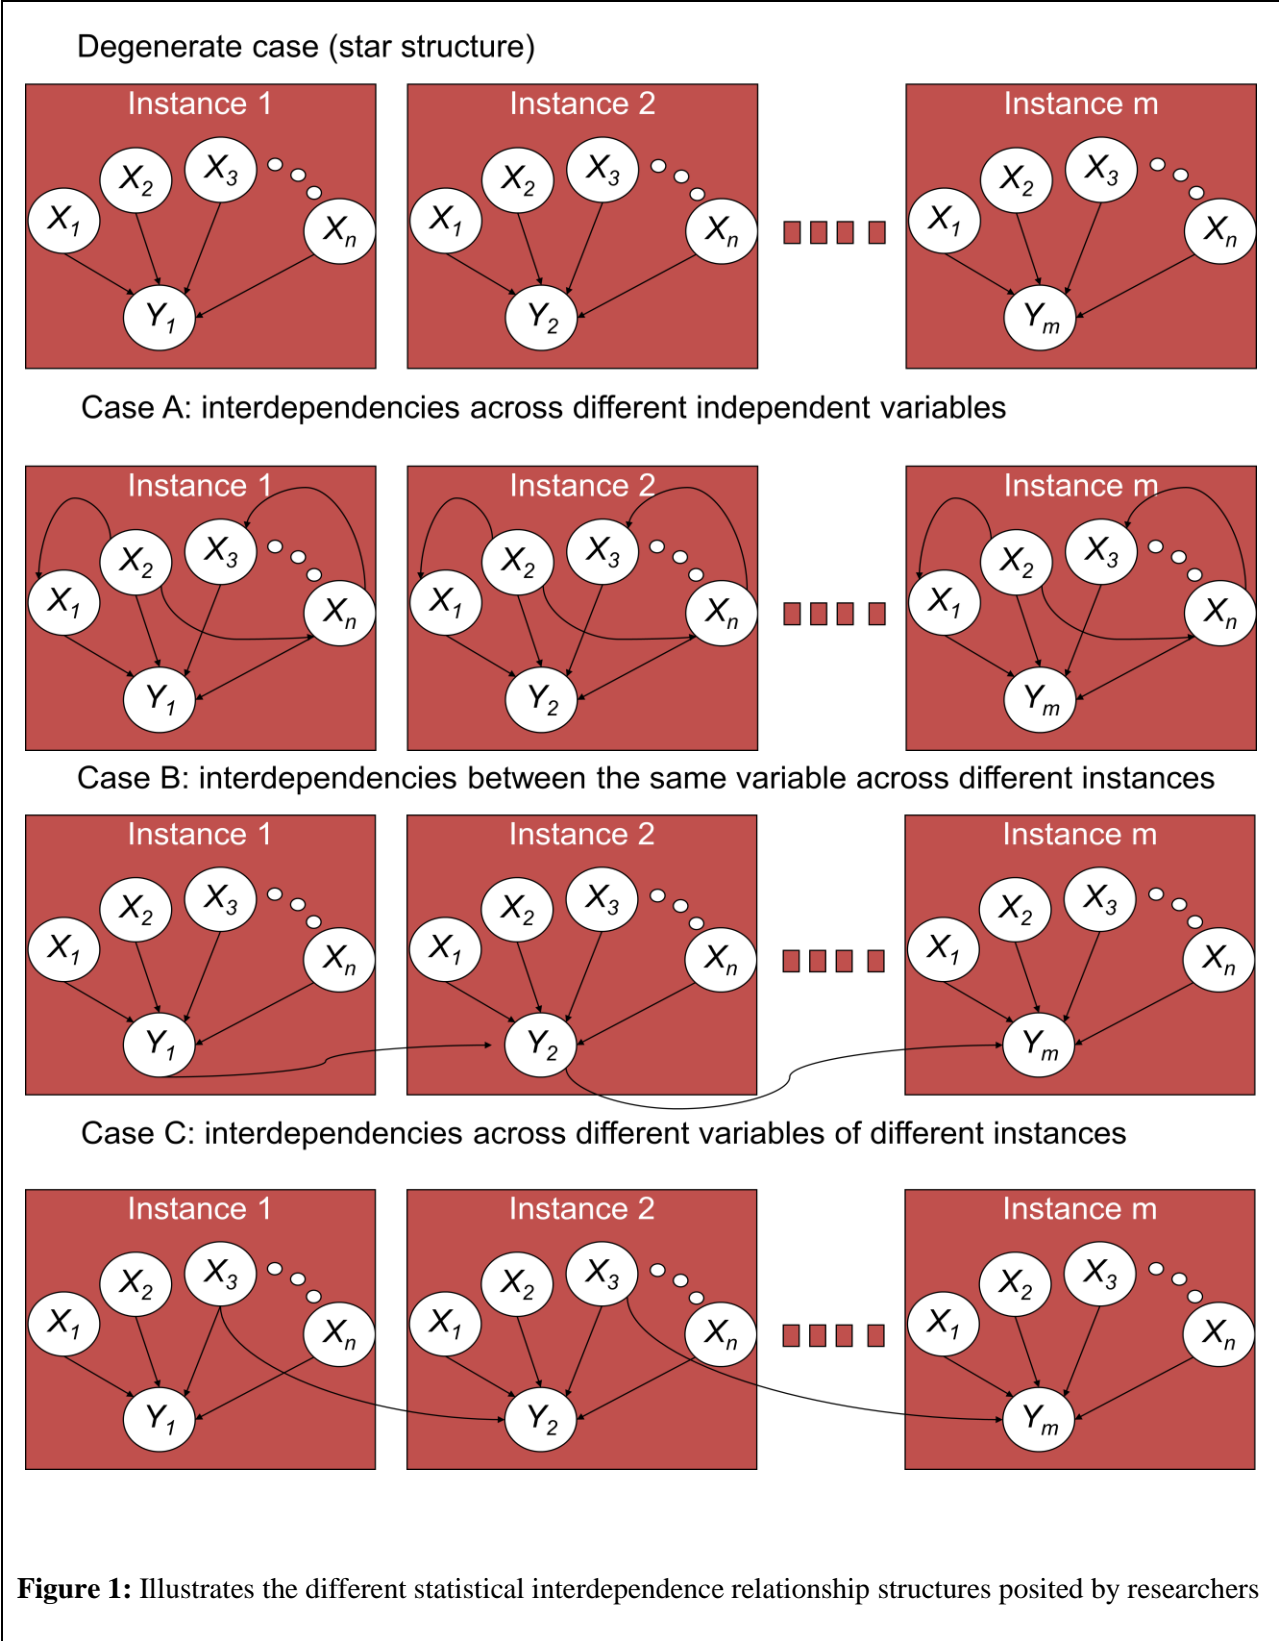 Degenerate case (star structure)
Instance 1 Instance 2 Instance m
X1 X2 X3 Xn X1 X2 X3 Xn X1 X2 X3 Xn
Y1 Y2 Ym
Case A: interdependencies across different independent variables
Instance 1 Instance 2 Instance m
X1 X2 X3 Xn X1 X2 X3 Xn X1 X2 X3 Xn
Y1 Y2 Ym
Case B: interdependencies between the same variable across different instances
Instance 1 Instance 2 Instance m
X1 X2 X3 Xn X1 X2 X3 Xn X1 X2 X3 Xn
Y1 Y2 Ym
Case C: interdependencies across different variables of different instances
Instance 1 Instance 2 Instance m
X1 X2 X3 Xn X1 X2 X3 Xn X1 X2 X3 Xn
Y1 Y2 Ym
Figure 1: Illustrates the different statistical interdependence relationship structures posited by researchers